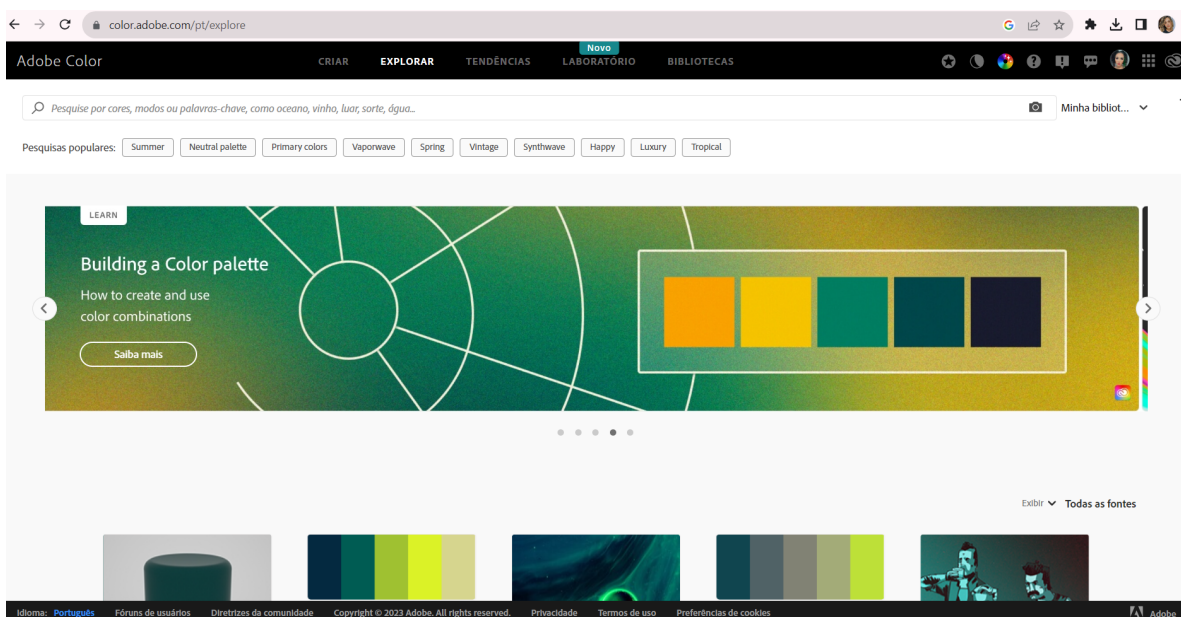 color.adobe.com/pt/explore
Adobe Color
CRIAR
EXPLORAR
TENDÊNCIAS
Novo
LABORATÓRIO
BIBLIOTECAS
Pesquise por cores, modos ou palavras-chave, como oceano, vinho, luar, sorte, água...
Minha bibliot...
Pesquisas populares: Summer Neutral palette Primary colors Vaporwave Spring Vintage Synthwave Happy Luxury Tropical
LEARN
Building a Color palette
How to create and use
color combinations
Saiba mais
Exibir Todas as fontes
Idioma: Português Fóruns de usuários Diretrizes da comunidade Copyright © 2023 Adobe. All rights reserved. Privacidade Termos de uso Preferências de cookies Adobe